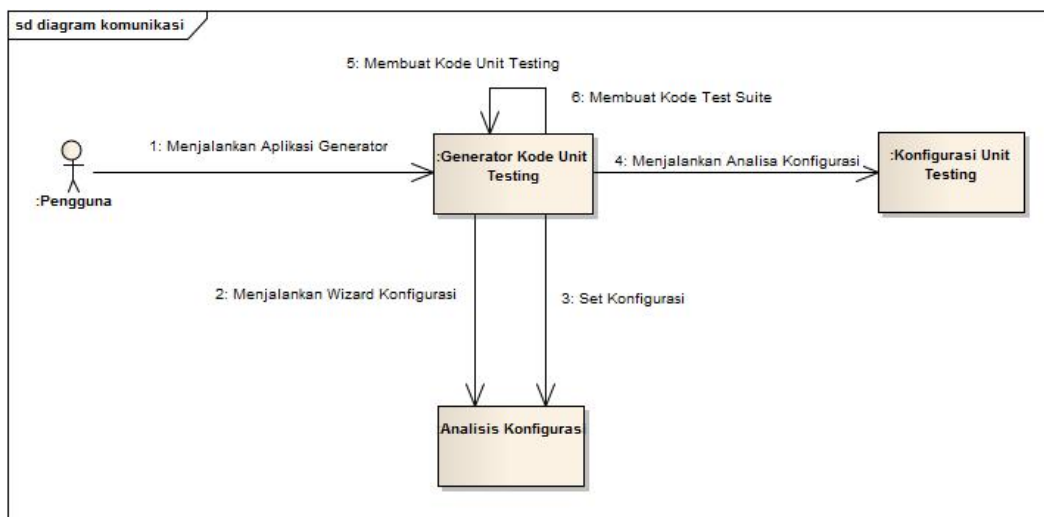 sd diagram komunikasi
5: Membuat Kode Unit Testing
6: Membuat Kode Test Suite
1: Menjalankan Aplikasi Generator
:Generator Kode Unit
Testing
4: Menjalankan Analisa Konfigurasi
:Konfigurasi Unit
Testing
:Pengguna
2: Menjalankan Wizard Konfigurasi
3: Set Konfigurasi
:Analisis Konfigurasi